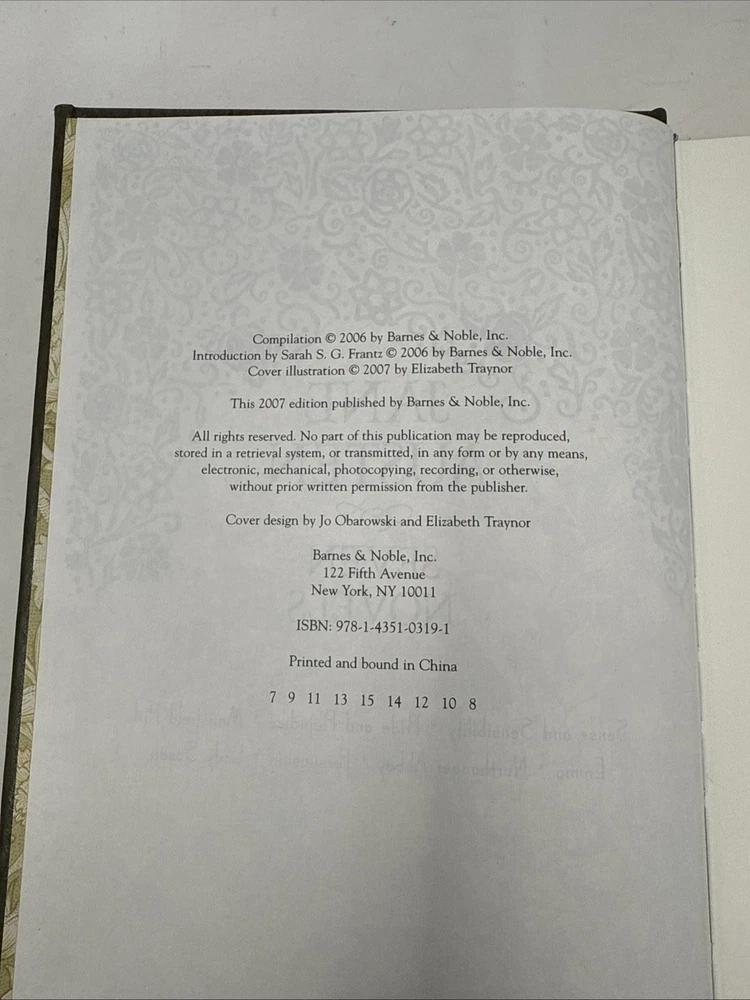 Compilation © 2006 by Barnes & Noble, Inc.
Introduction by Sarah S. G. Frantz © 2006 by Barnes & Noble, Inc.
Cover illustration © 2007 by Elizabeth Traynor
This 2007 edition published by Barnes & Noble, Inc.
All rights reserved. No part of this publication may be reproduced,
stored in a retrieval system, or transmitted, in any form or by any means,
electronic, mechanical, photocopying, recording, or otherwise,
without prior written permission from the publisher.
Cover design by Jo Obarowski and Elizabeth Traynor
Barnes & Noble, Inc.
122 Fifth Avenue
New York, NY 10011
ISBN: 978-1-4351-0319-1
Printed and bound in China
7 9 11 13 15 14 12 10 8